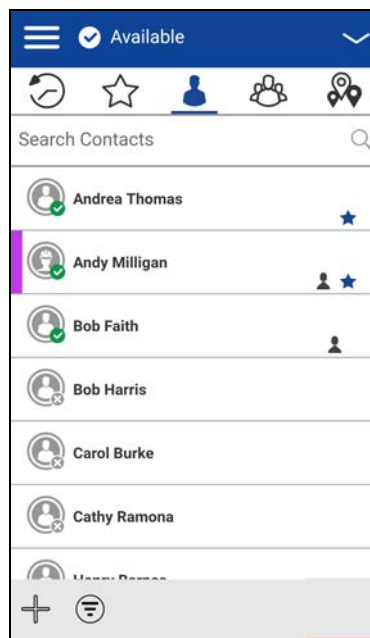 Available
Search Contacts
Andrea Thomas
Andy Milligan
Bob Faith
Bob Harris
Carol Burke
Cathy Ramona